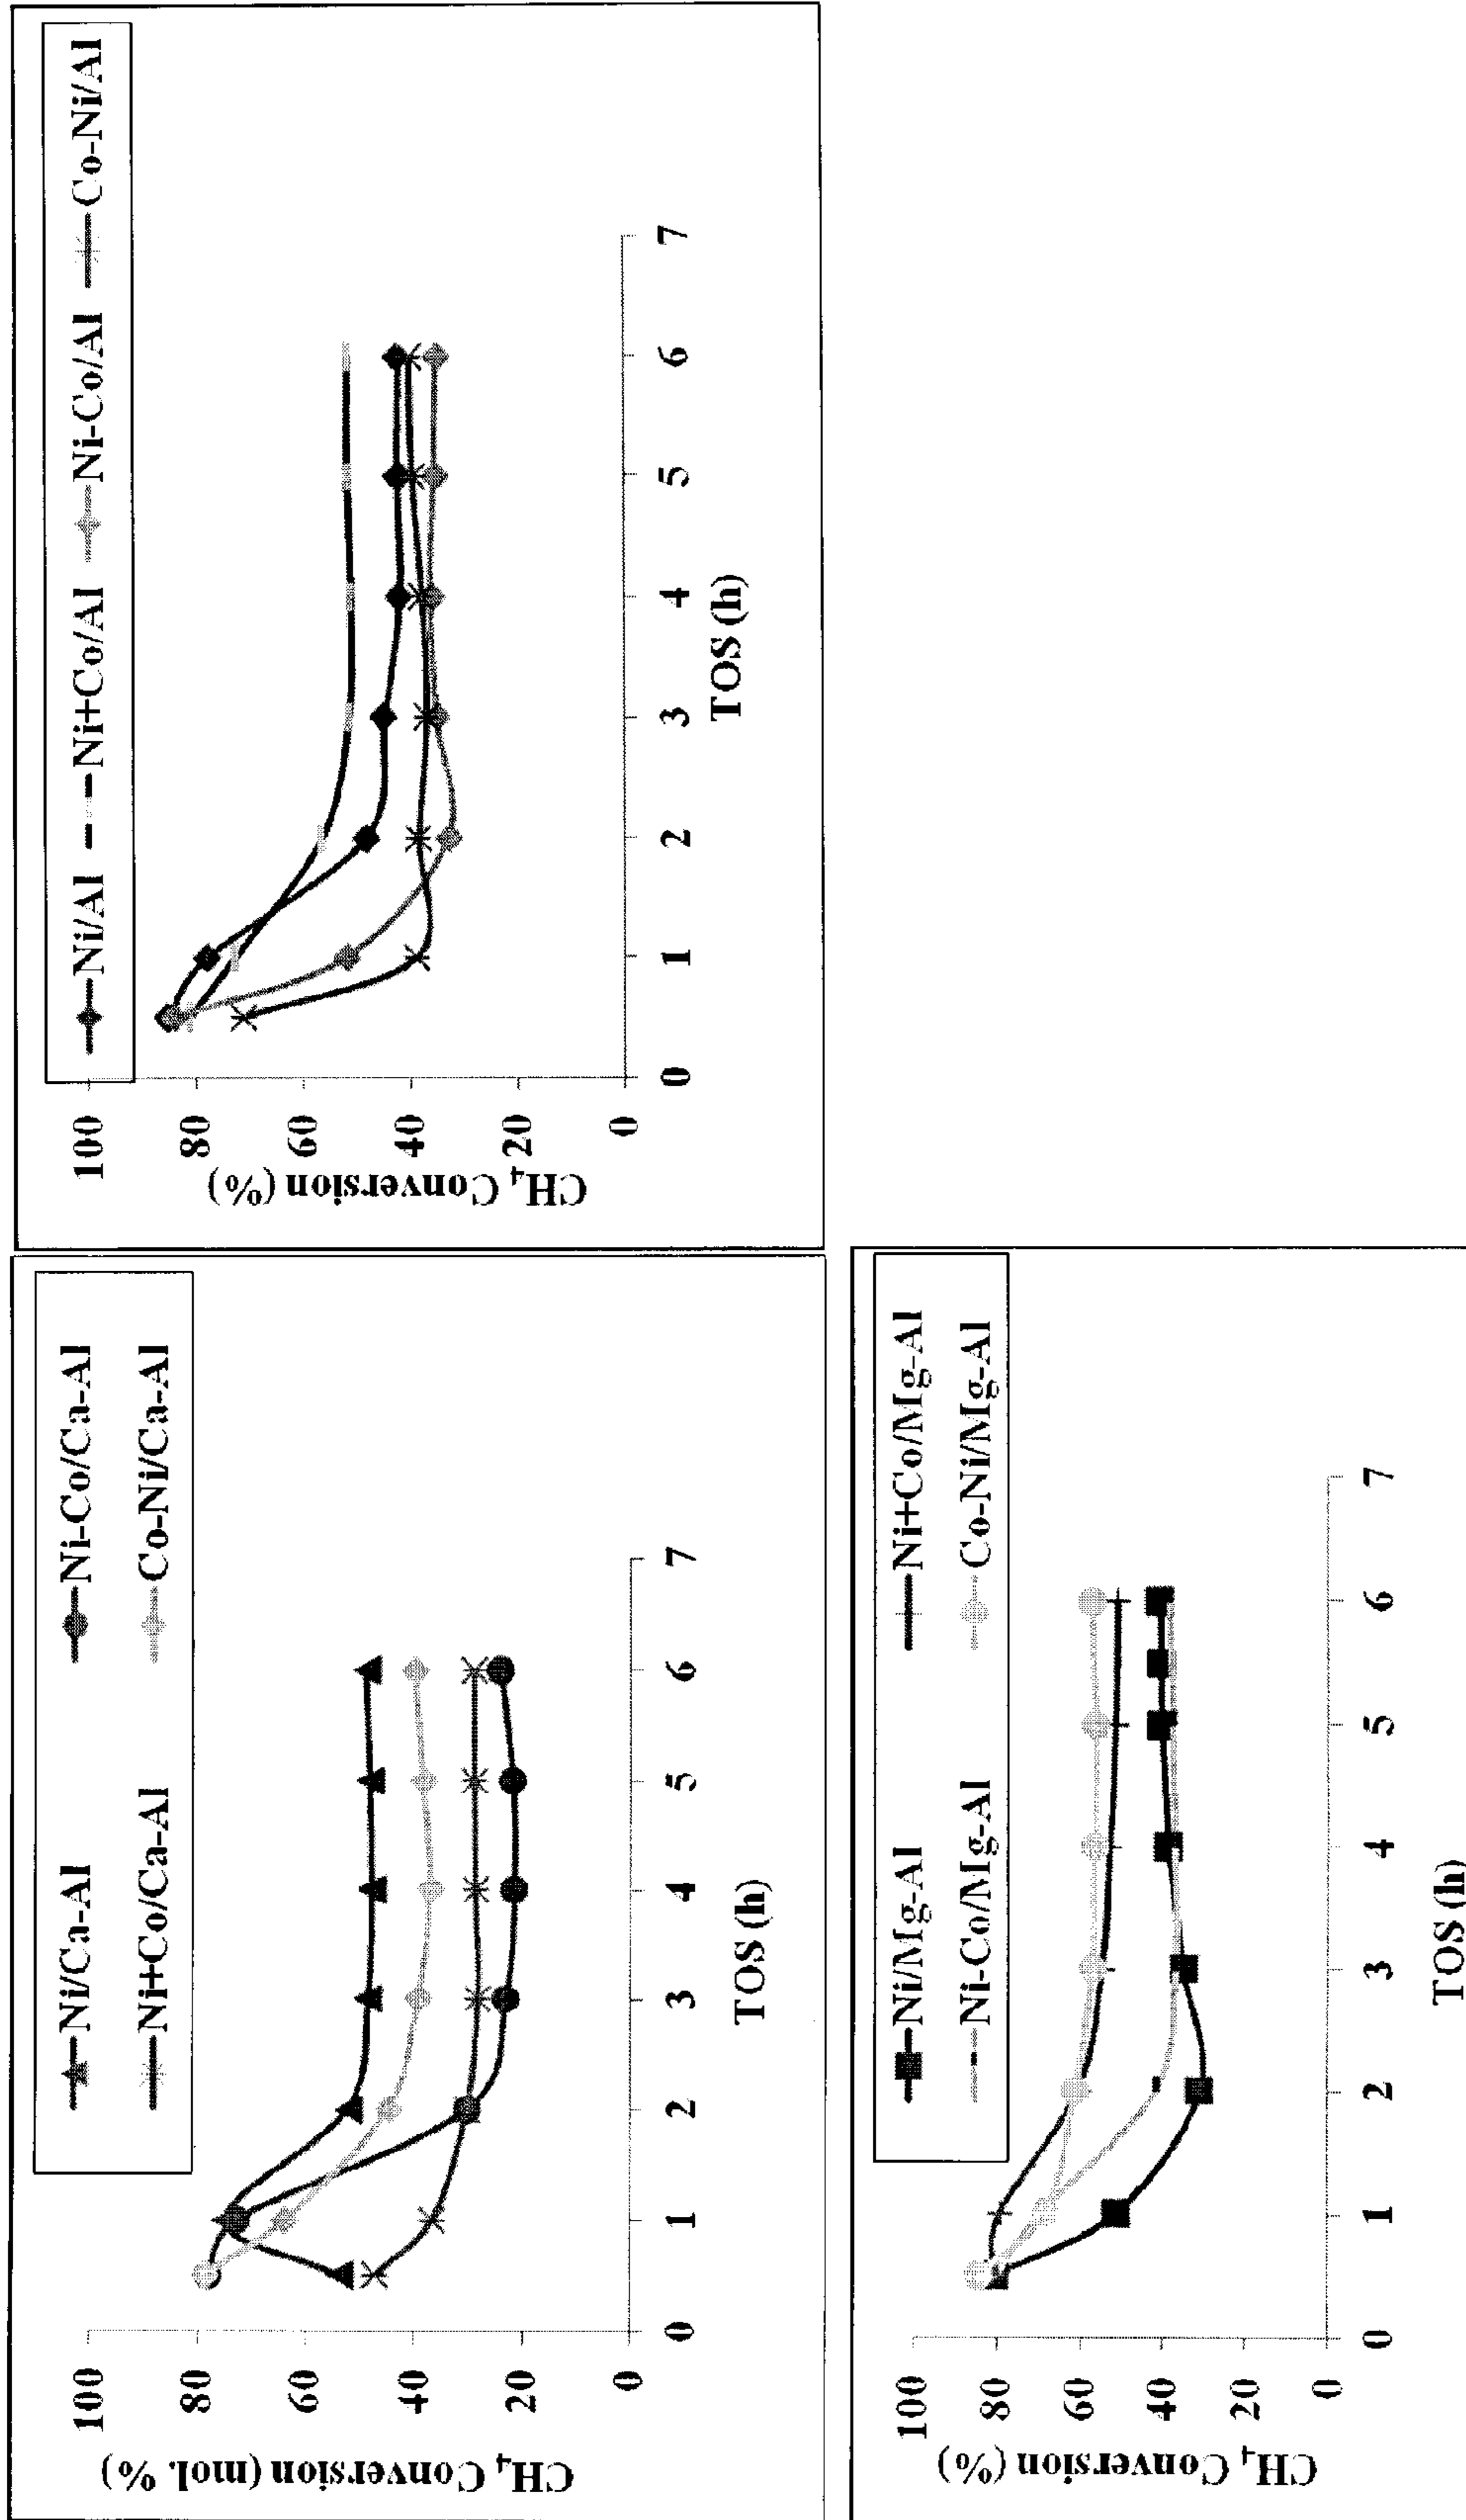 Ni/Ca-Al Ni-Co/Ca-Al
Ni+Co/Ca-Al Co-Ni/Ca-Al
100
80
60
40
20
0
CH₄ Conversion (mol. %)
0 1 2 3 4 5 6 7
TOS (h)
Ni/Al Ni+Co/Al Ni-Co/Al Co-Ni/Al
100
80
60
40
20
0
CH₄ Conversion (%)
0 1 2 3 4 5 6 7
TOS (h)
Ni/Mg-Al Ni+Co/Mg-Al
Ni-Co/Mg-Al Co-Ni/Mg-Al
100
80
60
40
20
0
CH₄ Conversion (%)
0 1 2 3 4 5 6 7
TOS (h)